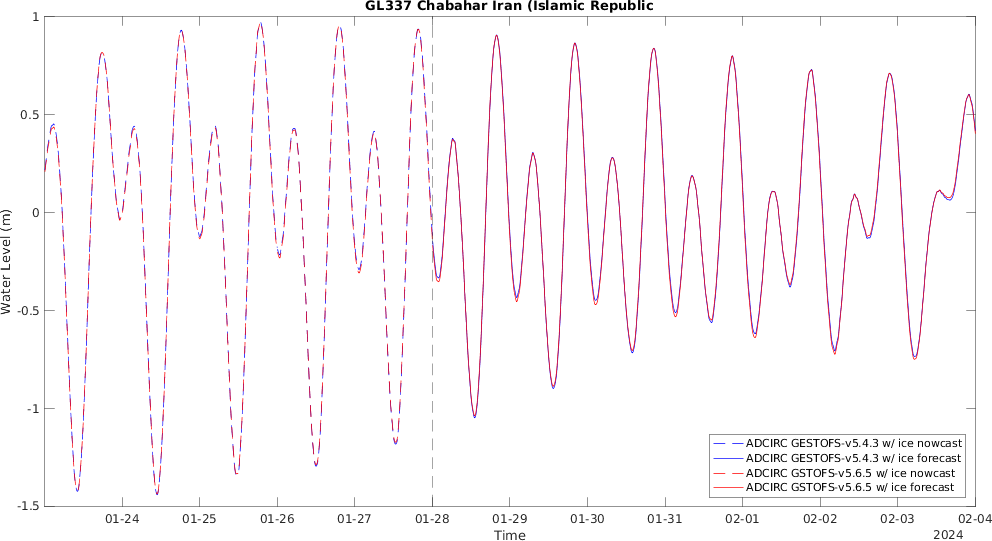 GL337 Chabahar Iran (Islamic Republic
1
0.5
0
-0.5
-1
-1.5
Water Level (m)
01-24 01-25 01-26 01-27 01-28 01-29 01-30 01-31 02-01 02-02 02-03 02-04
2024
Time
ADCIRC GESTOFS-v5.4.3 w/ ice nowcast
ADCIRC GESTOFS-v5.4.3 w/ ice forecast
ADCIRC GSTOFS-v5.6.5 w/ ice nowcast
ADCIRC GSTOFS-v5.6.5 w/ ice forecast